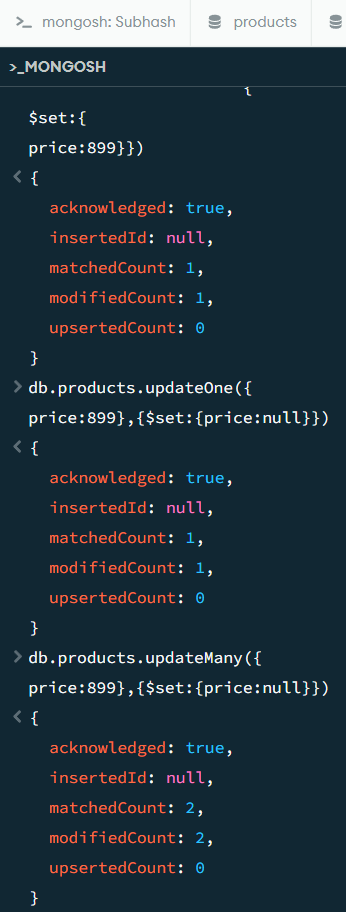 >_ mongosh: Subhash products
>_MONGOSH
{
$set:{
price:899}})
< {
acknowledged: true,
insertedId: null,
matchedCount: 1,
modifiedCount: 1,
upsertedCount: 0
}
> db.products.updateOne({
price:899},{$set:{price:null}})
< {
acknowledged: true,
insertedId: null,
matchedCount: 1,
modifiedCount: 1,
upsertedCount: 0
}
> db.products.updateMany({
price:899},{$set:{price:null}})
< {
acknowledged: true,
insertedId: null,
matchedCount: 2,
modifiedCount: 2,
upsertedCount: 0
}